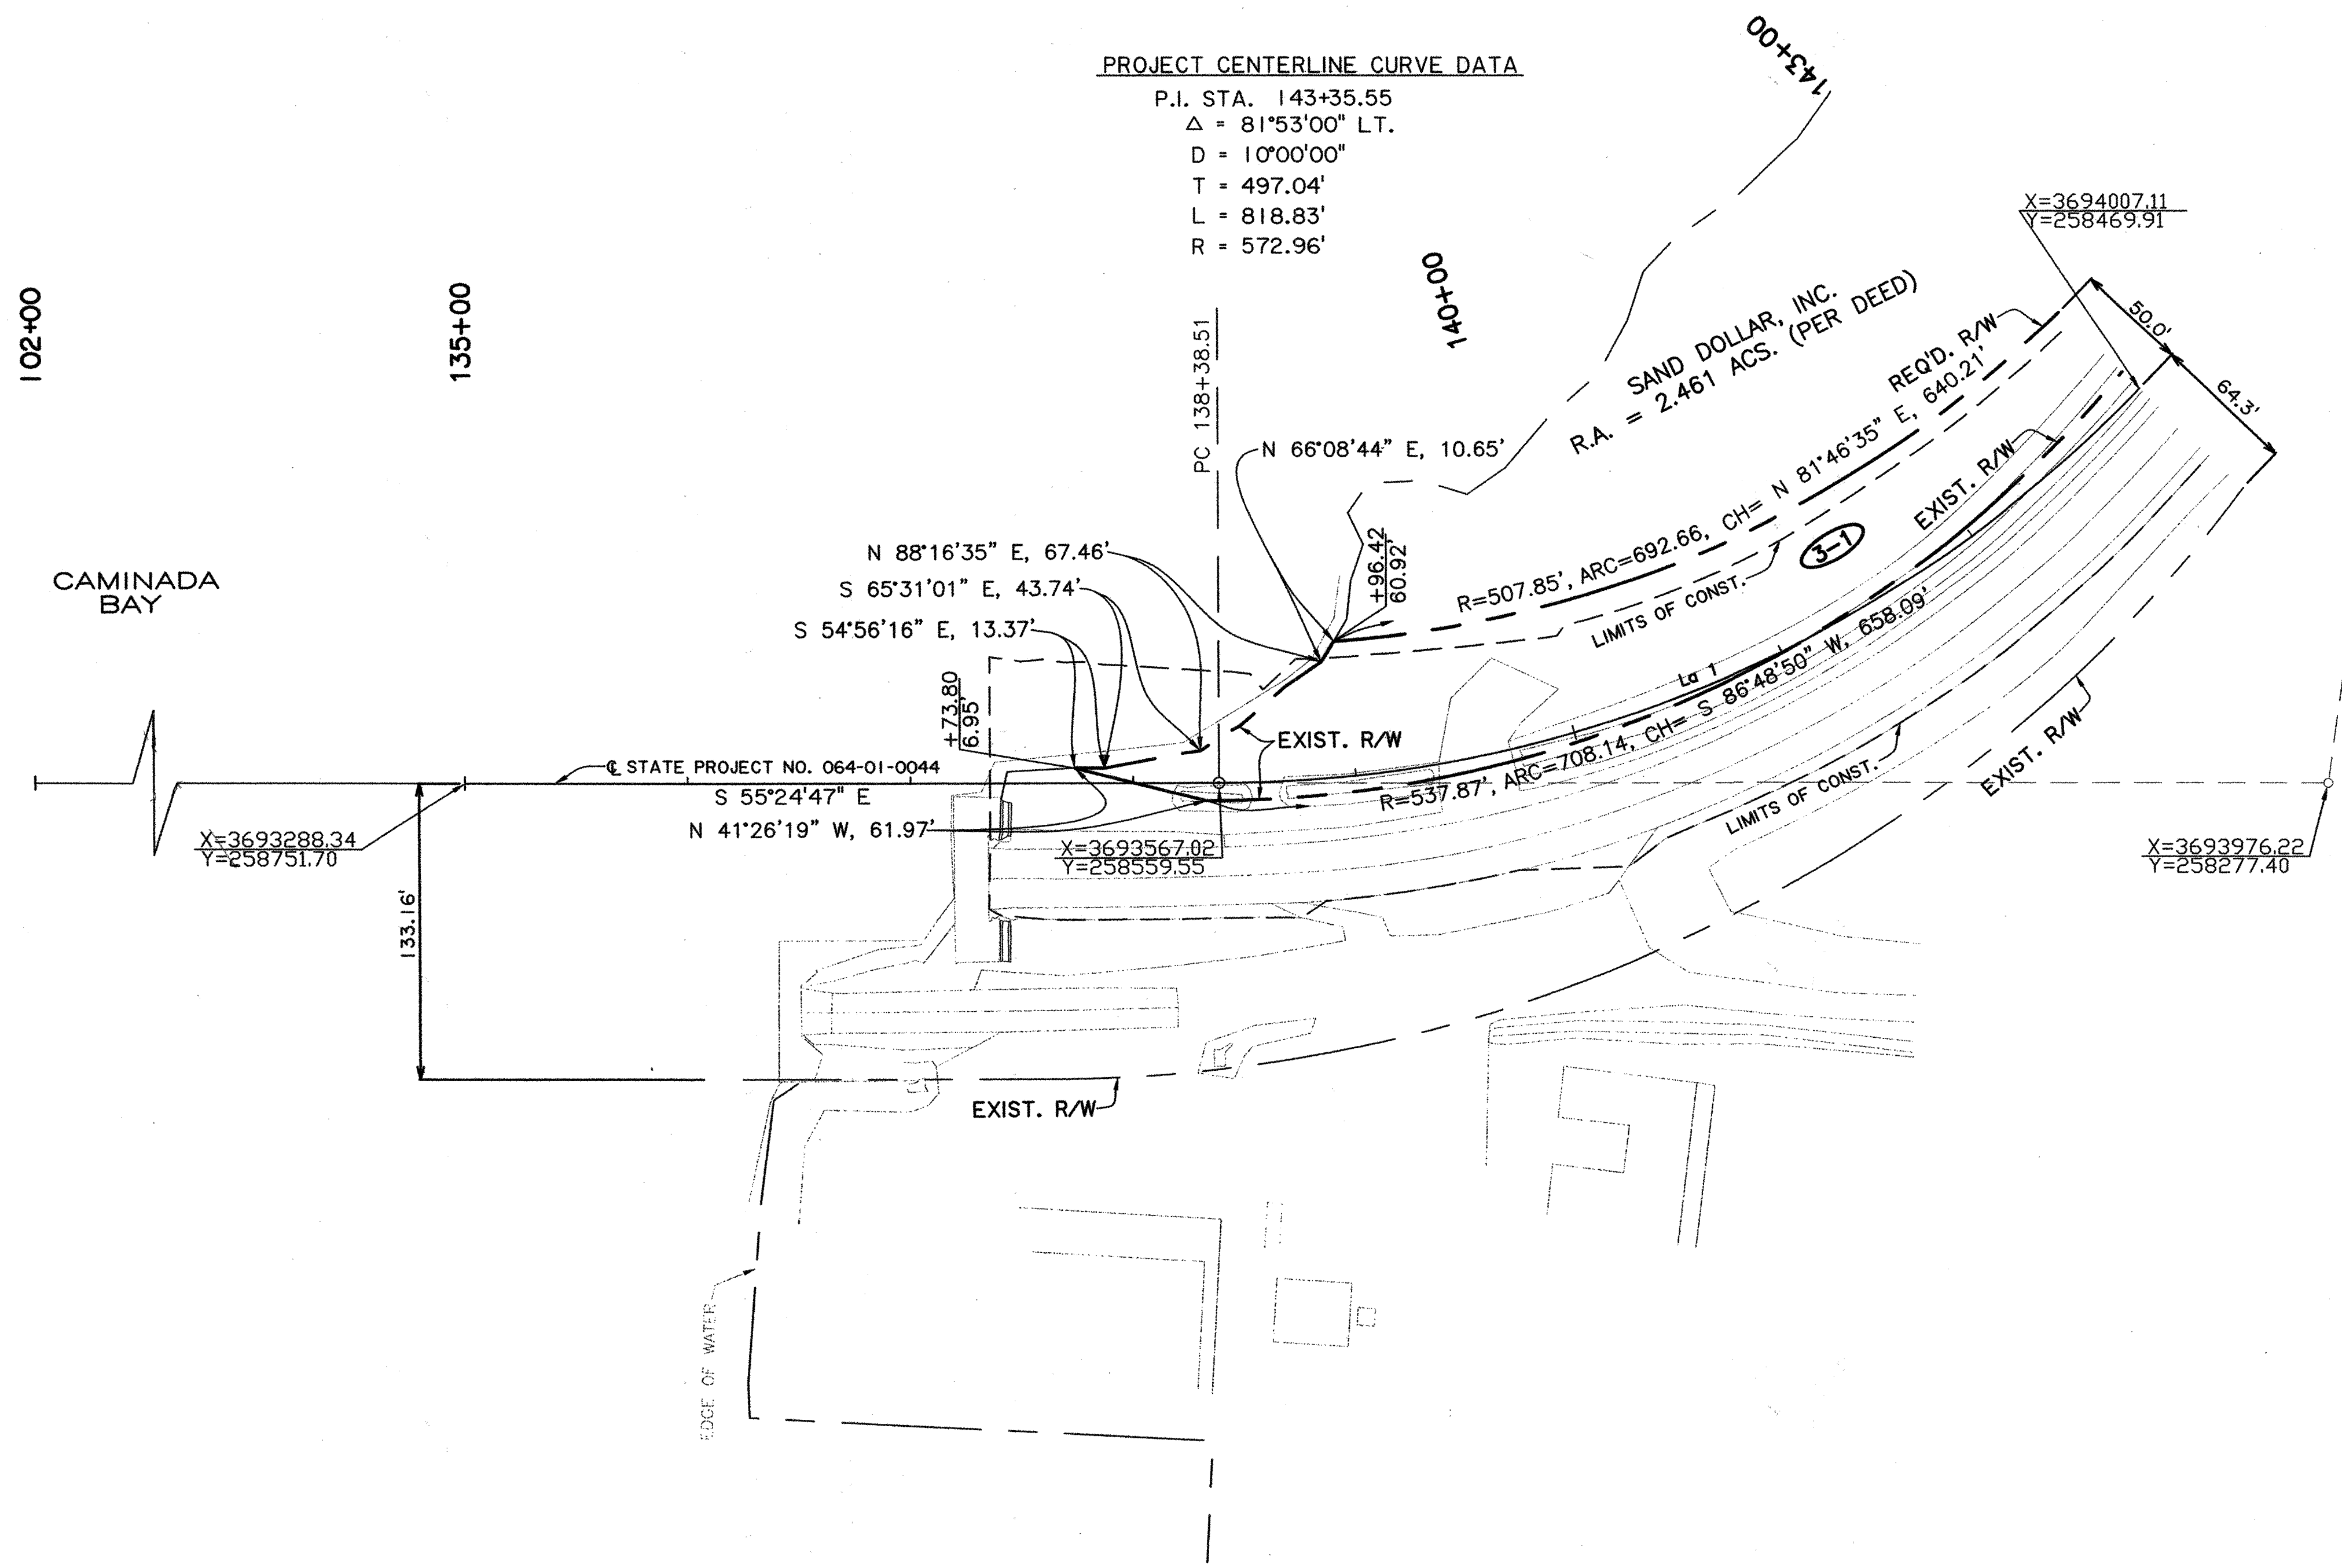 PROJECT CENTERLINE CURVE DATA
P.I. STA. 143+35.55
Δ = 81°53'00" LT.
D = 10°00'00"
T = 497.04'
L = 818.83'
R = 572.96'
102+00
135+00
140+00
143+00
PC 138+38.51
X=3694007.11
Y=258469.91
50.0'
64.3'
SAND DOLLAR, INC.
R.A. = 2.461 ACS. (PER DEED)
REQ'D. R/W
R=507.85', ARC=692.66, CH= N 81°46'35" E, 640.21'
LIMITS OF CONST.
3-1
EXIST. R/W
N 66°08'44" E, 10.65'
+96.42
60.92'
N 88°16'35" E, 67.46'
S 65°31'01" E, 43.74'
S 54°56'16" E, 13.37'
+73.80
6.95'
CAMINADA
BAY
EXIST. R/W
La 1
R=537.87', ARC=708.14, CH= S 86°48'50" W, 658.09'
℄ STATE PROJECT NO. 064-01-0044
S 55°24'47" E
N 41°26'19" W, 61.97'
X=3693288.34
Y=258751.70
X=3693567.02
Y=258559.55
LIMITS OF CONST.
EXIST. R/W
X=3693976.22
Y=258277.40
133.16'
EXIST. R/W
EDGE OF WATER